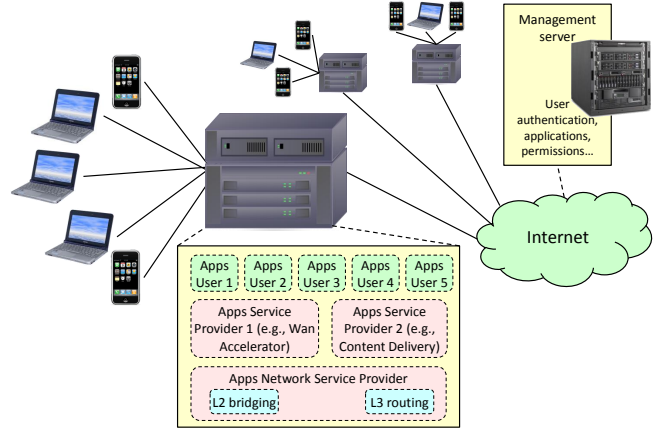 Management
server
User
authentication,
applications,
permissions…
Internet
Apps
User 1
Apps
User 2
Apps
User 3
Apps
User 4
Apps
User 5
Apps Service
Provider 1 (e.g., Wan
Accelerator)
Apps Service
Provider 2 (e.g.,
Content Delivery)
Apps Network Service Provider
L2 bridging
L3 routing